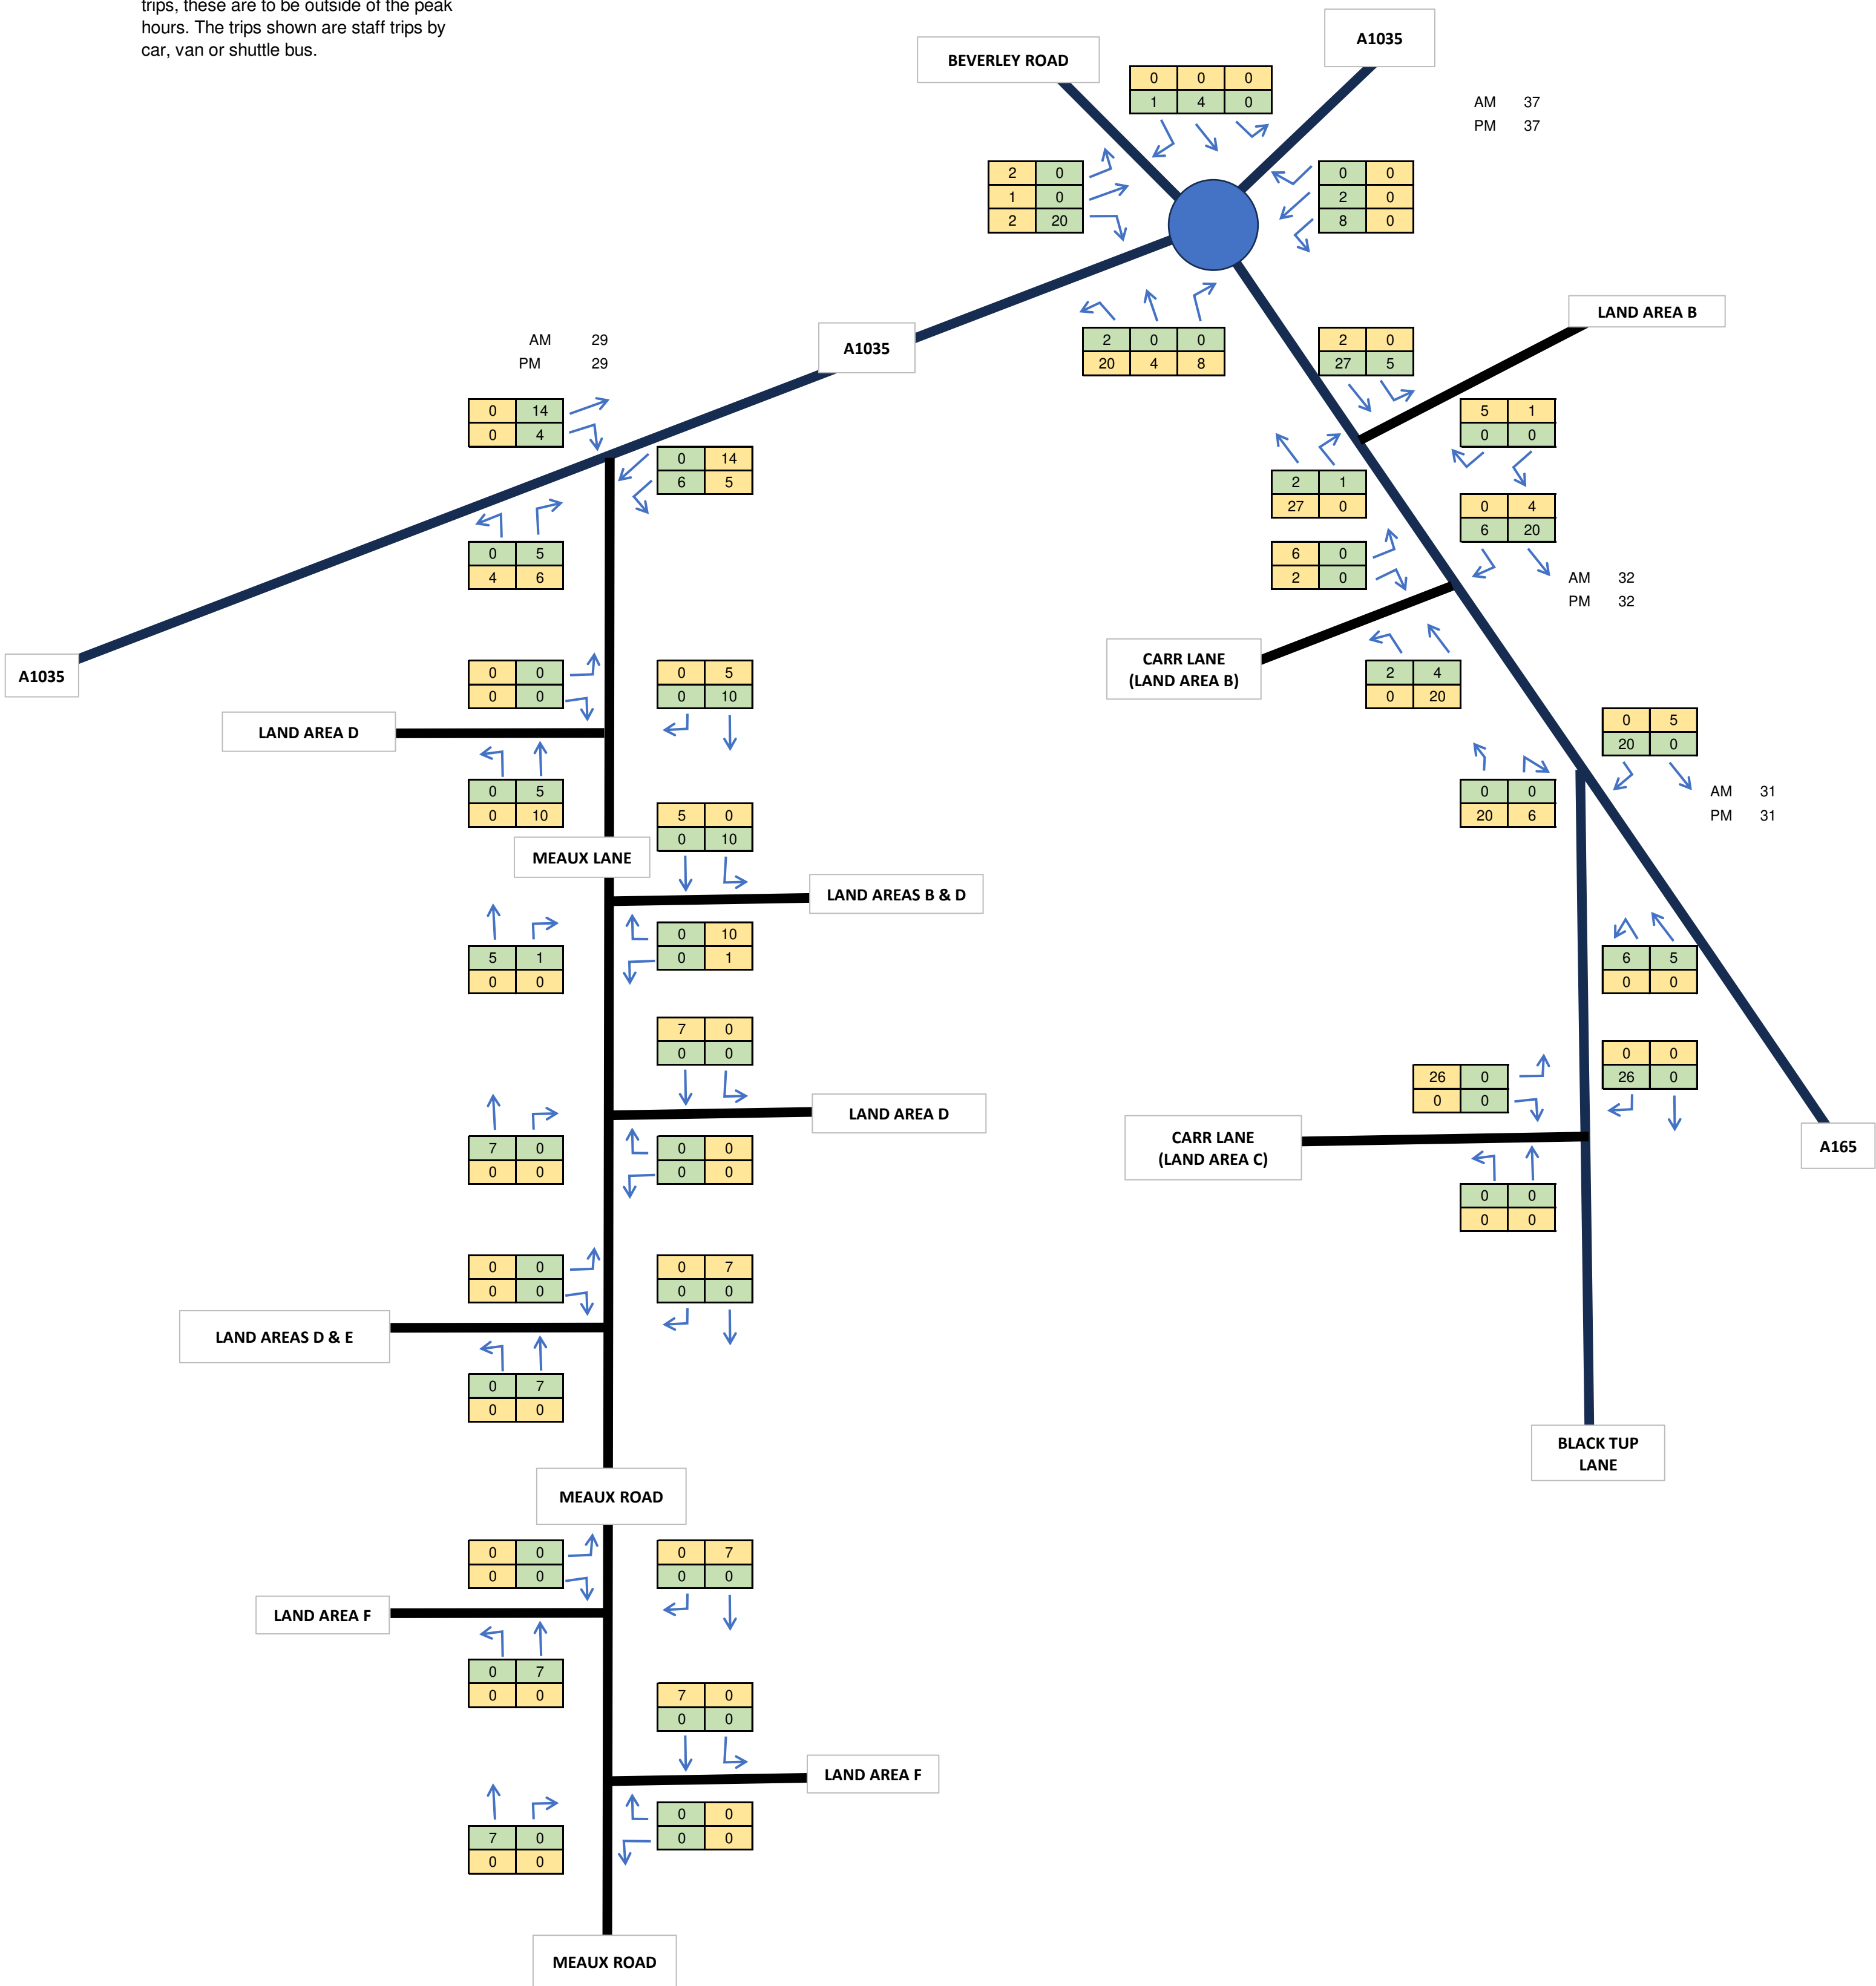 trips, these are to be outside of the peak
hours. The trips shown are staff trips by
car, van or shuttle bus.
A1035
BEVERLEY ROAD
0 0 0
1 4 0
AM 37
PM 37
2 0
1 0
2 20
0 0
2 0
8 0
LAND AREA B
2 0 0
20 4 8
2 0
27 5
AM 29
PM 29
A1035
0 14
0 4
5 1
0 0
0 14
6 5
2 1
27 0
0 4
6 20
0 5
4 6
6 0
2 0
AM 32
PM 32
A1035
CARR LANE
(LAND AREA B)
2 4
0 20
0 0
0 0
0 5
0 10
LAND AREA D
0 5
20 0
0 5
0 10
0 0
20 6
AM 31
PM 31
5 0
0 10
MEAUX LANE
LAND AREAS B & D
5 1
0 0
0 10
0 1
6 5
0 0
7 0
0 0
0 0
26 0
26 0
0 0
LAND AREA D
7 0
0 0
0 0
0 0
CARR LANE
(LAND AREA C)
A165
0 0
0 0
0 0
0 0
0 7
0 0
LAND AREAS D & E
0 7
0 0
BLACK TUP
LANE
MEAUX ROAD
0 0
0 0
0 7
0 0
LAND AREA F
0 7
0 0
7 0
0 0
LAND AREA F
7 0
0 0
0 0
0 0
MEAUX ROAD